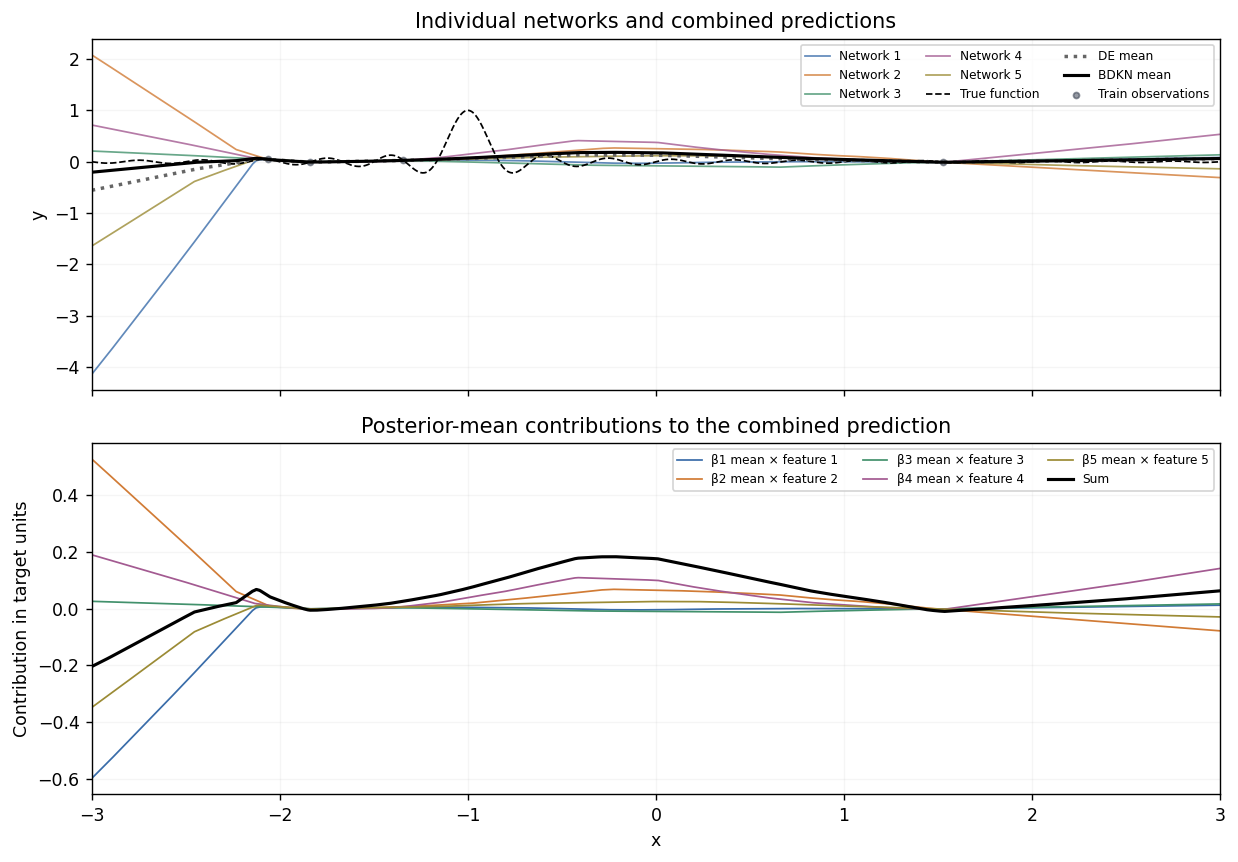 Individual networks and combined predictions
Network 1 Network 4 DE mean
Network 2 Network 5 BDKN mean
Network 3 True function Train observations
2
1
0
−1
−2
−3
−4
y
Posterior-mean contributions to the combined prediction
β1 mean × feature 1 β3 mean × feature 3 β5 mean × feature 5
β2 mean × feature 2 β4 mean × feature 4 Sum
0.4
0.2
0.0
−0.2
−0.4
−0.6
Contribution in target units
−3 −2 −1 0 1 2 3
x